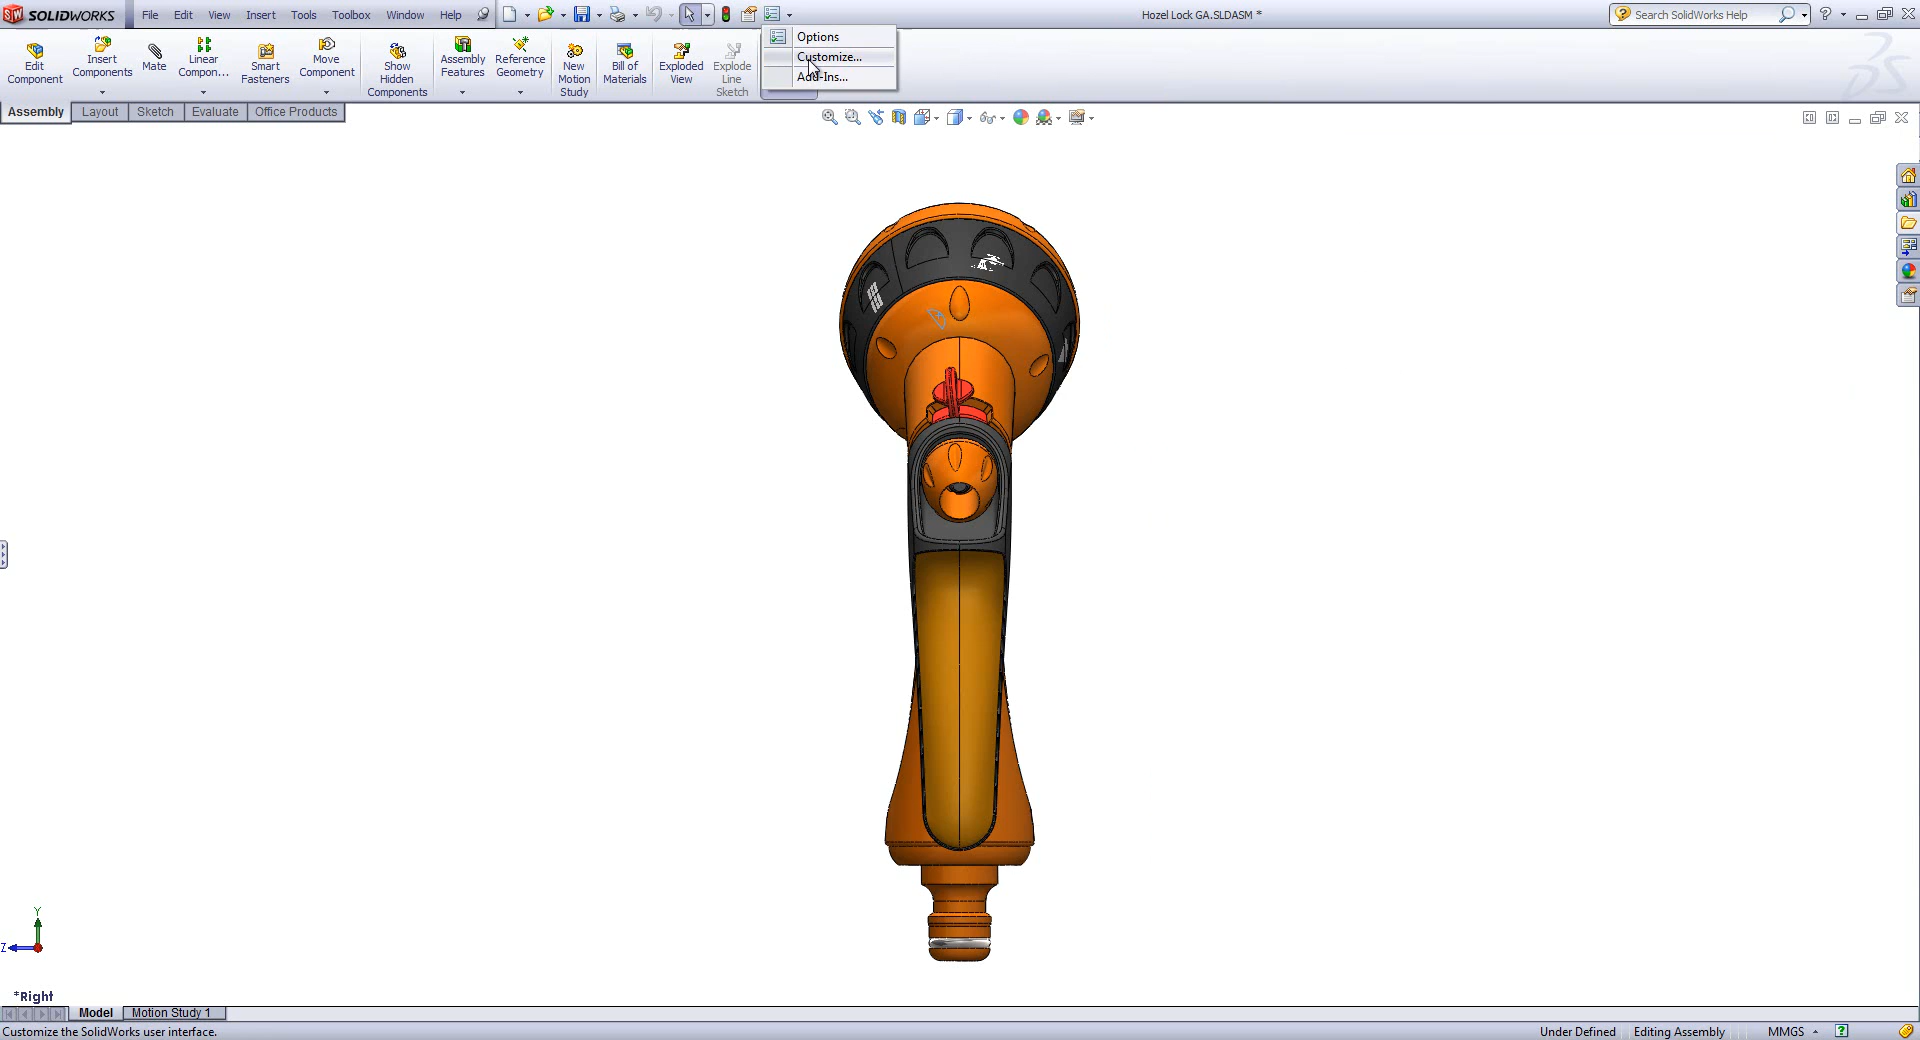 SW SOLIDWORKS File Edit View Insert Tools Toolbox Window Help Hozel Lock GA.SLDASM * Search SolidWorks Help
Options
Customize...
Add-Ins...
Edit Component
Insert Components
Mate
Linear Compon...
Smart Fasteners
Move Component
Show Hidden Components
Assembly Features
Reference Geometry
New Motion Study
Bill of Materials
Exploded View
Explode Line Sketch
Assembly Layout Sketch Evaluate Office Products
Y
Z
*Right
Model Motion Study 1
Customize the SolidWorks user interface. Under Defined Editing Assembly MMGS